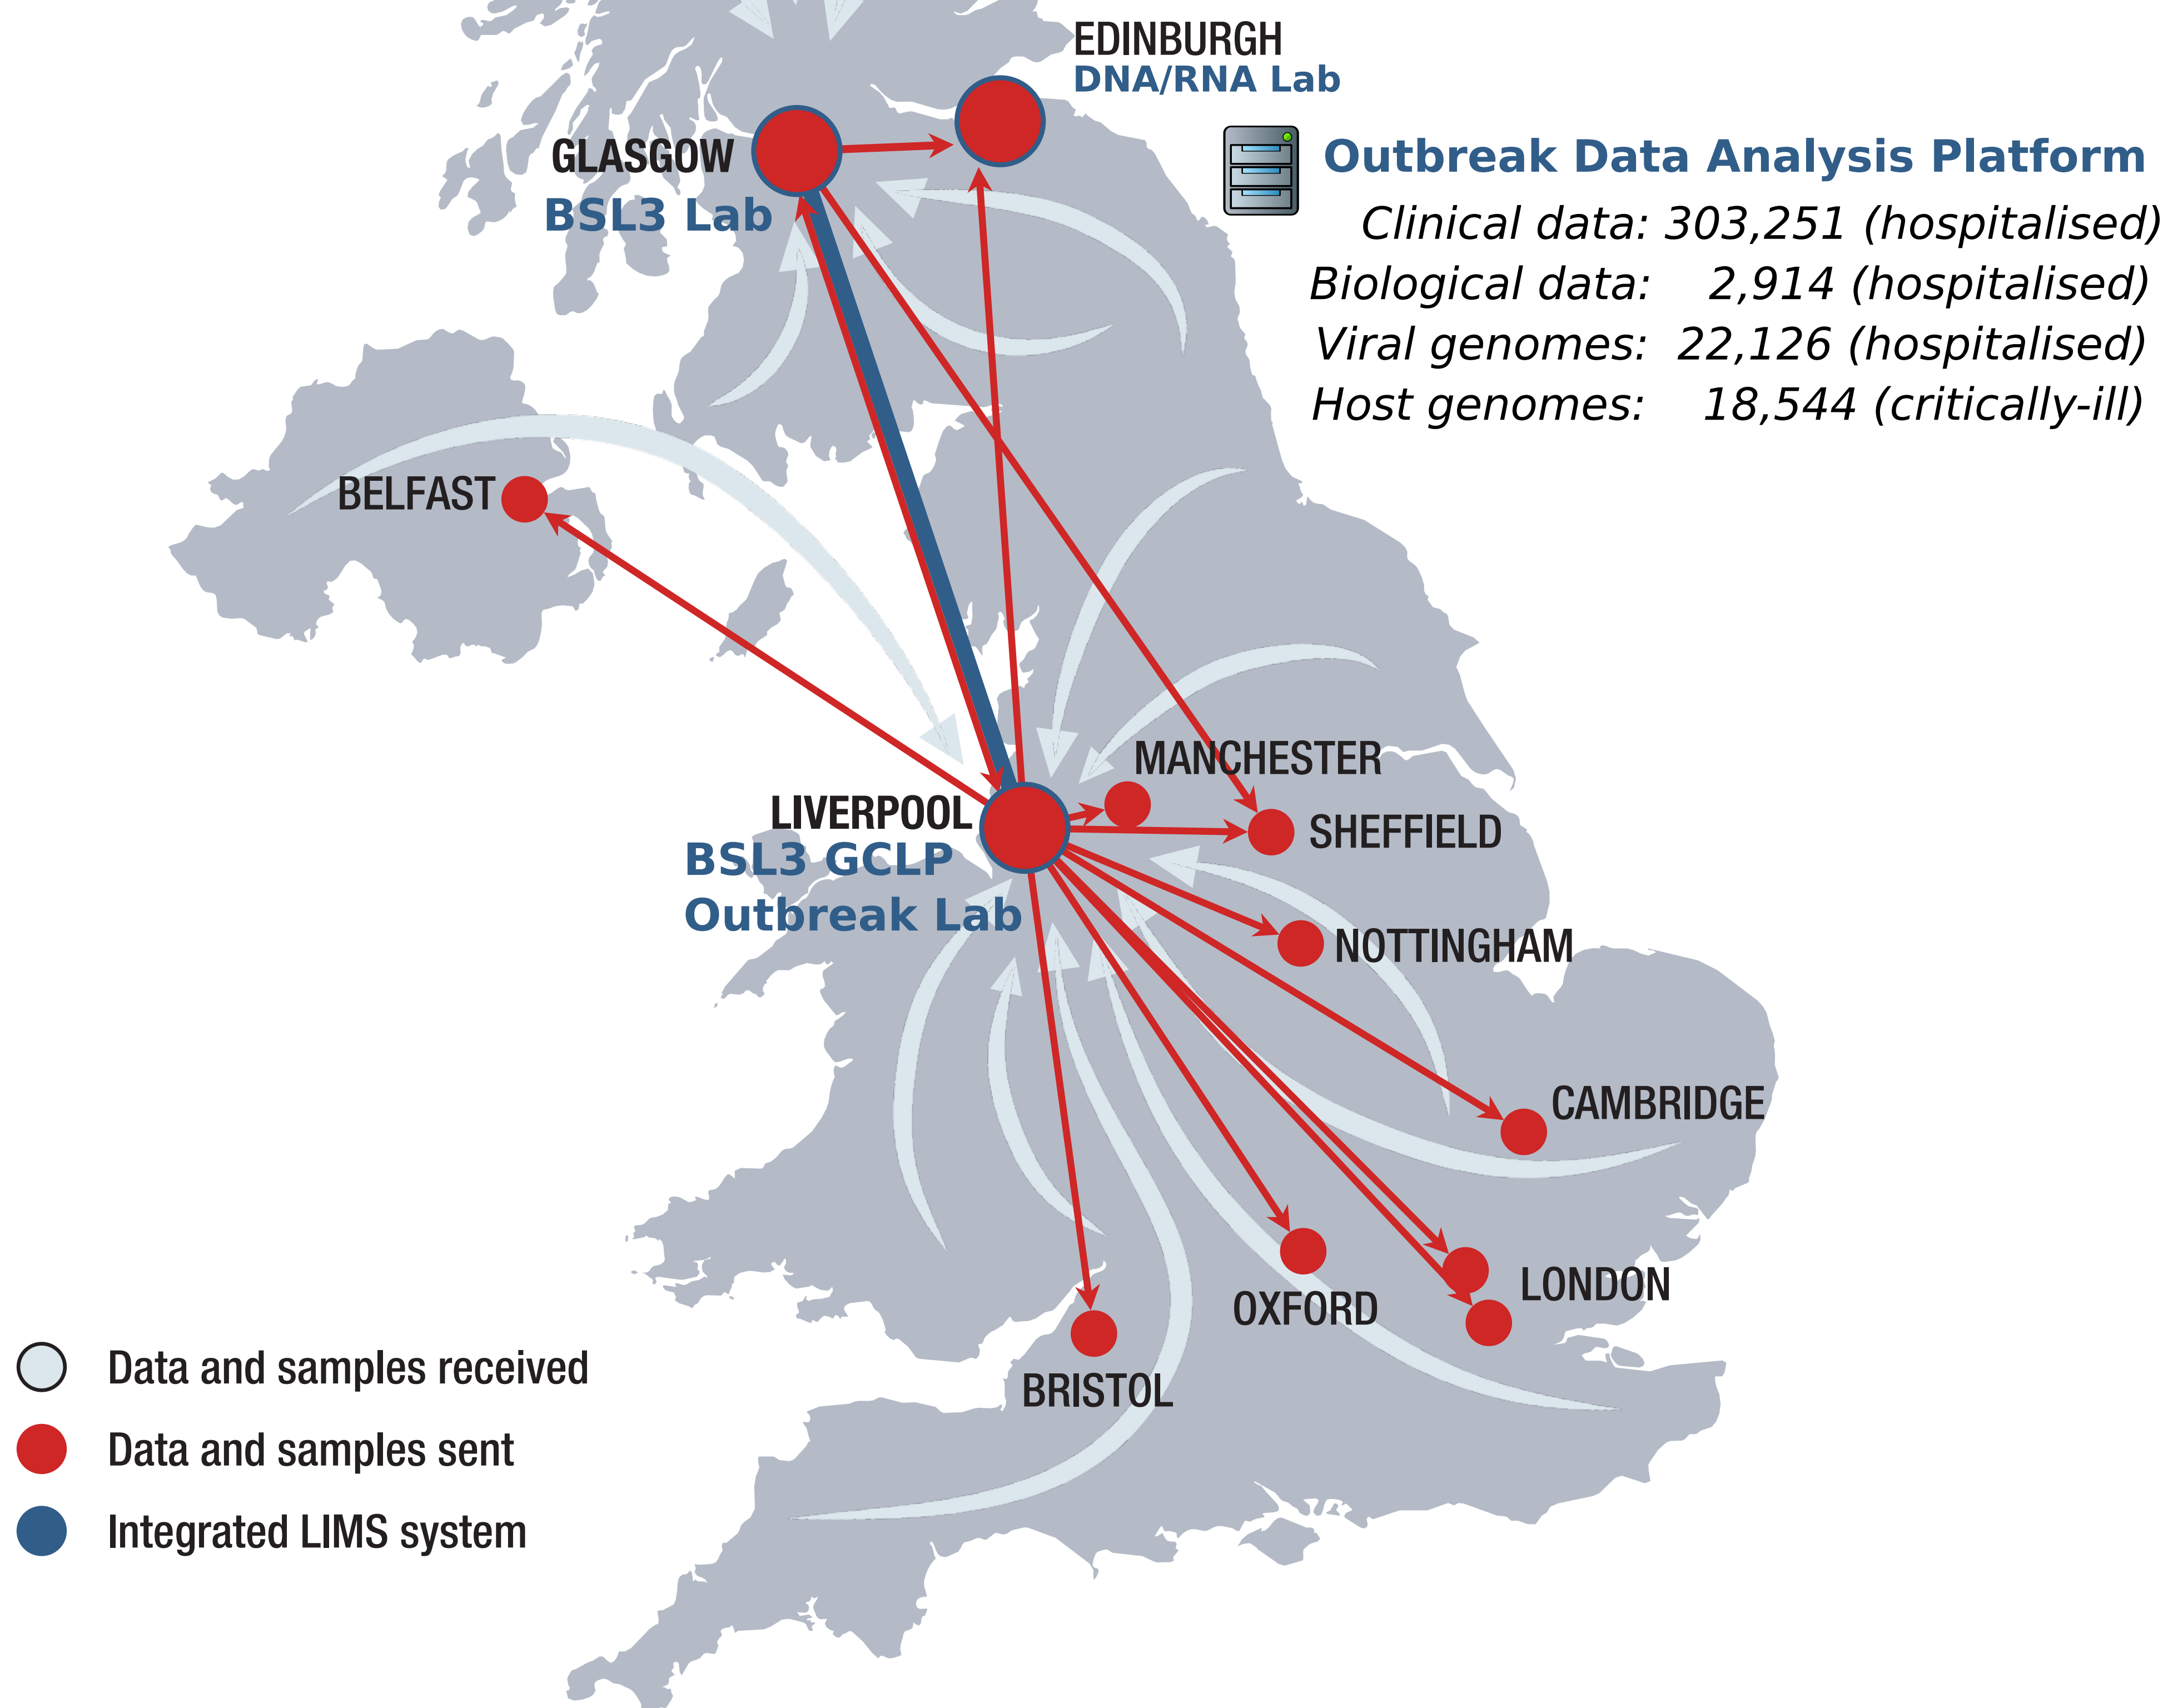 EDINBURGH
DNA/RNA Lab
GLASGOW
BSL3 Lab
Outbreak Data Analysis Platform
Clinical data: 303,251 (hospitalised)
Biological data: 2,914 (hospitalised)
Viral genomes: 22,126 (hospitalised)
Host genomes: 18,544 (critically-ill)
BELFAST
MANCHESTER
LIVERPOOL
BSL3 GCLP
Outbreak Lab
SHEFFIELD
NOTTINGHAM
CAMBRIDGE
LONDON
OXFORD
BRISTOL
Data and samples received
Data and samples sent
Integrated LIMS system